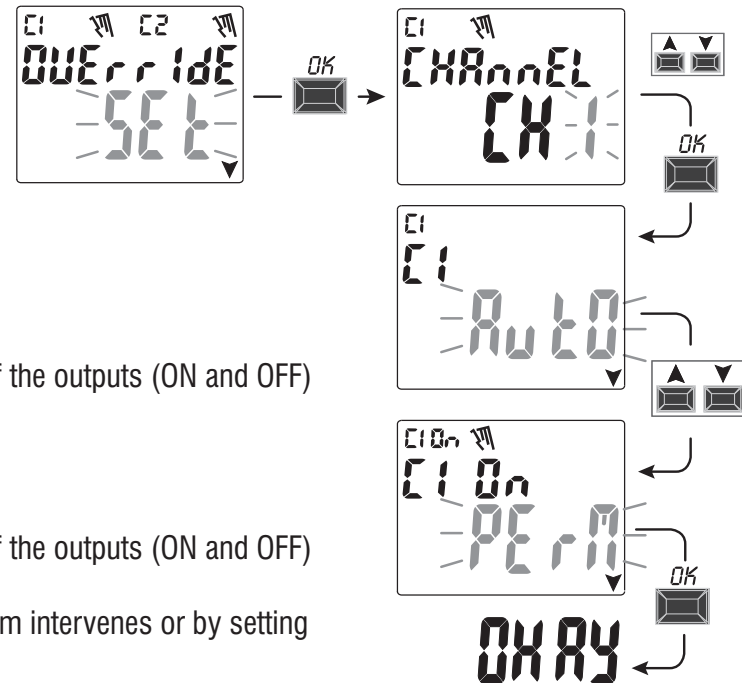 C1 C2
OVErrIdE
SEt
OK
C1
CHAnnEL
CH 1
OK
C1
C1
AutO
f the outputs (ON and OFF)
C1 On
C1 On
PErM
f the outputs (ON and OFF)
OK
m intervenes or by setting
OKAY